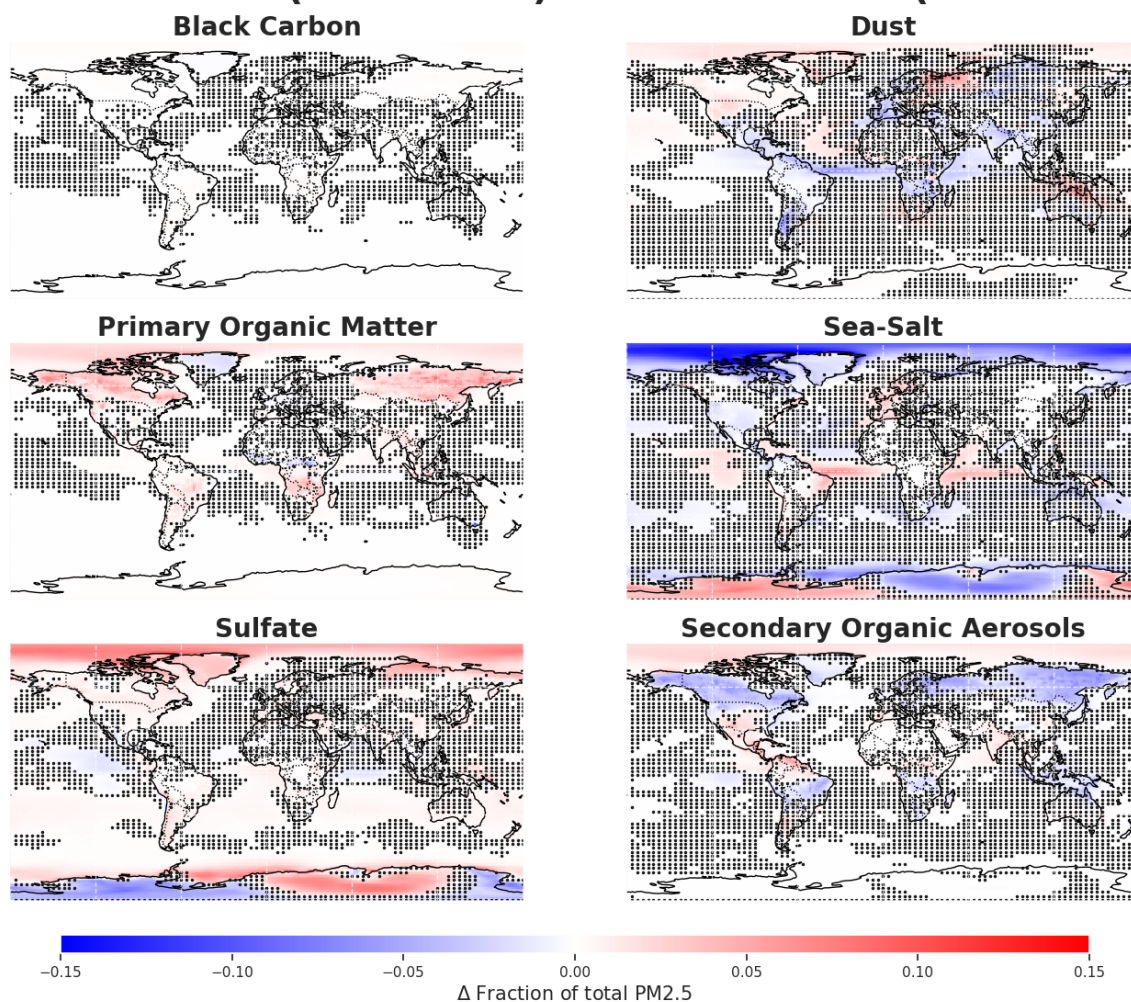 Black Carbon
Dust
Primary Organic Matter
Sea-Salt
Sulfate
Secondary Organic Aerosols
−0.15
−0.10
−0.05
0.00
0.05
0.10
0.15
Δ Fraction of total PM2.5